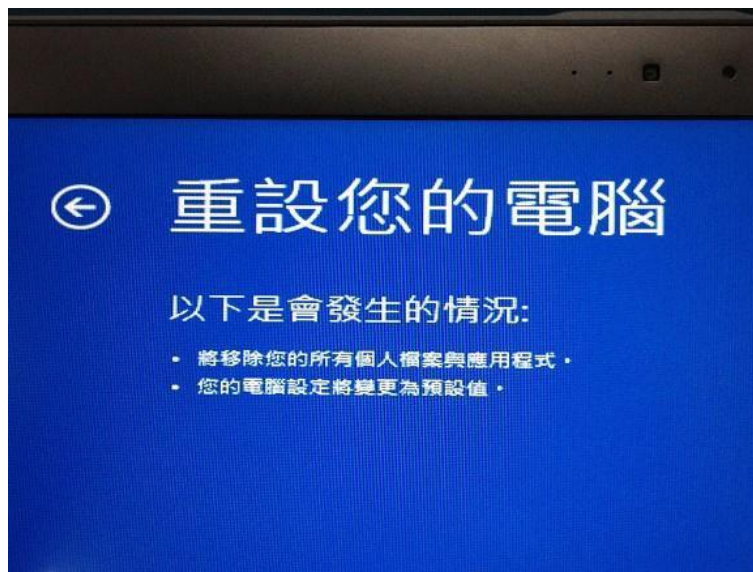 重設您的電腦
以下是會發生的情況:
• 將移除您的所有個人檔案與應用程式。
• 您的電腦設定將變更為預設值。